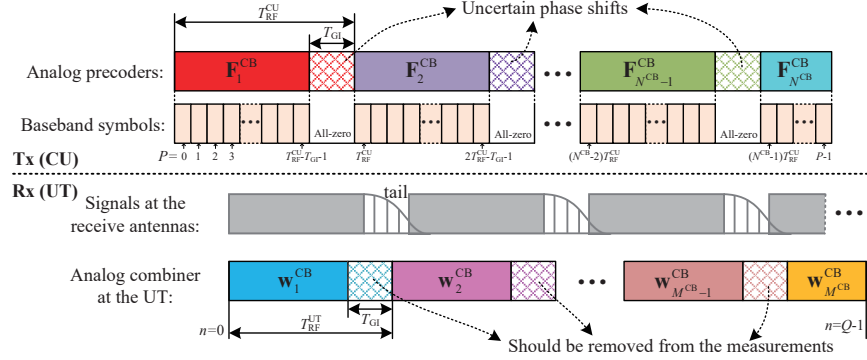 T_RF^CU
Uncertain phase shifts
T_GI
Analog precoders:
F_1^CB
F_2^CB
•••
F_{N^CB-1}^CB
F_{N^CB}^CB
Baseband symbols:
•••
All-zero
•••
All-zero
•••
•••
All-zero
•••
P= 0 1 2 3
T_RF^CU-T_GI-1
T_RF^CU
2T_RF^CU-T_GI-1
(N^CB-2)T_RF^CU
(N^CB-1)T_RF^CU
P-1
Tx (CU)
Rx (UT)
Signals at the
receive antennas:
tail
•••
Analog combiner
at the UT:
w_1^CB
w_2^CB
•••
w_{M^CB-1}^CB
w_{M^CB}^CB
n=0
T_RF^UT
T_GI
n=Q-1
Should be removed from the measurements